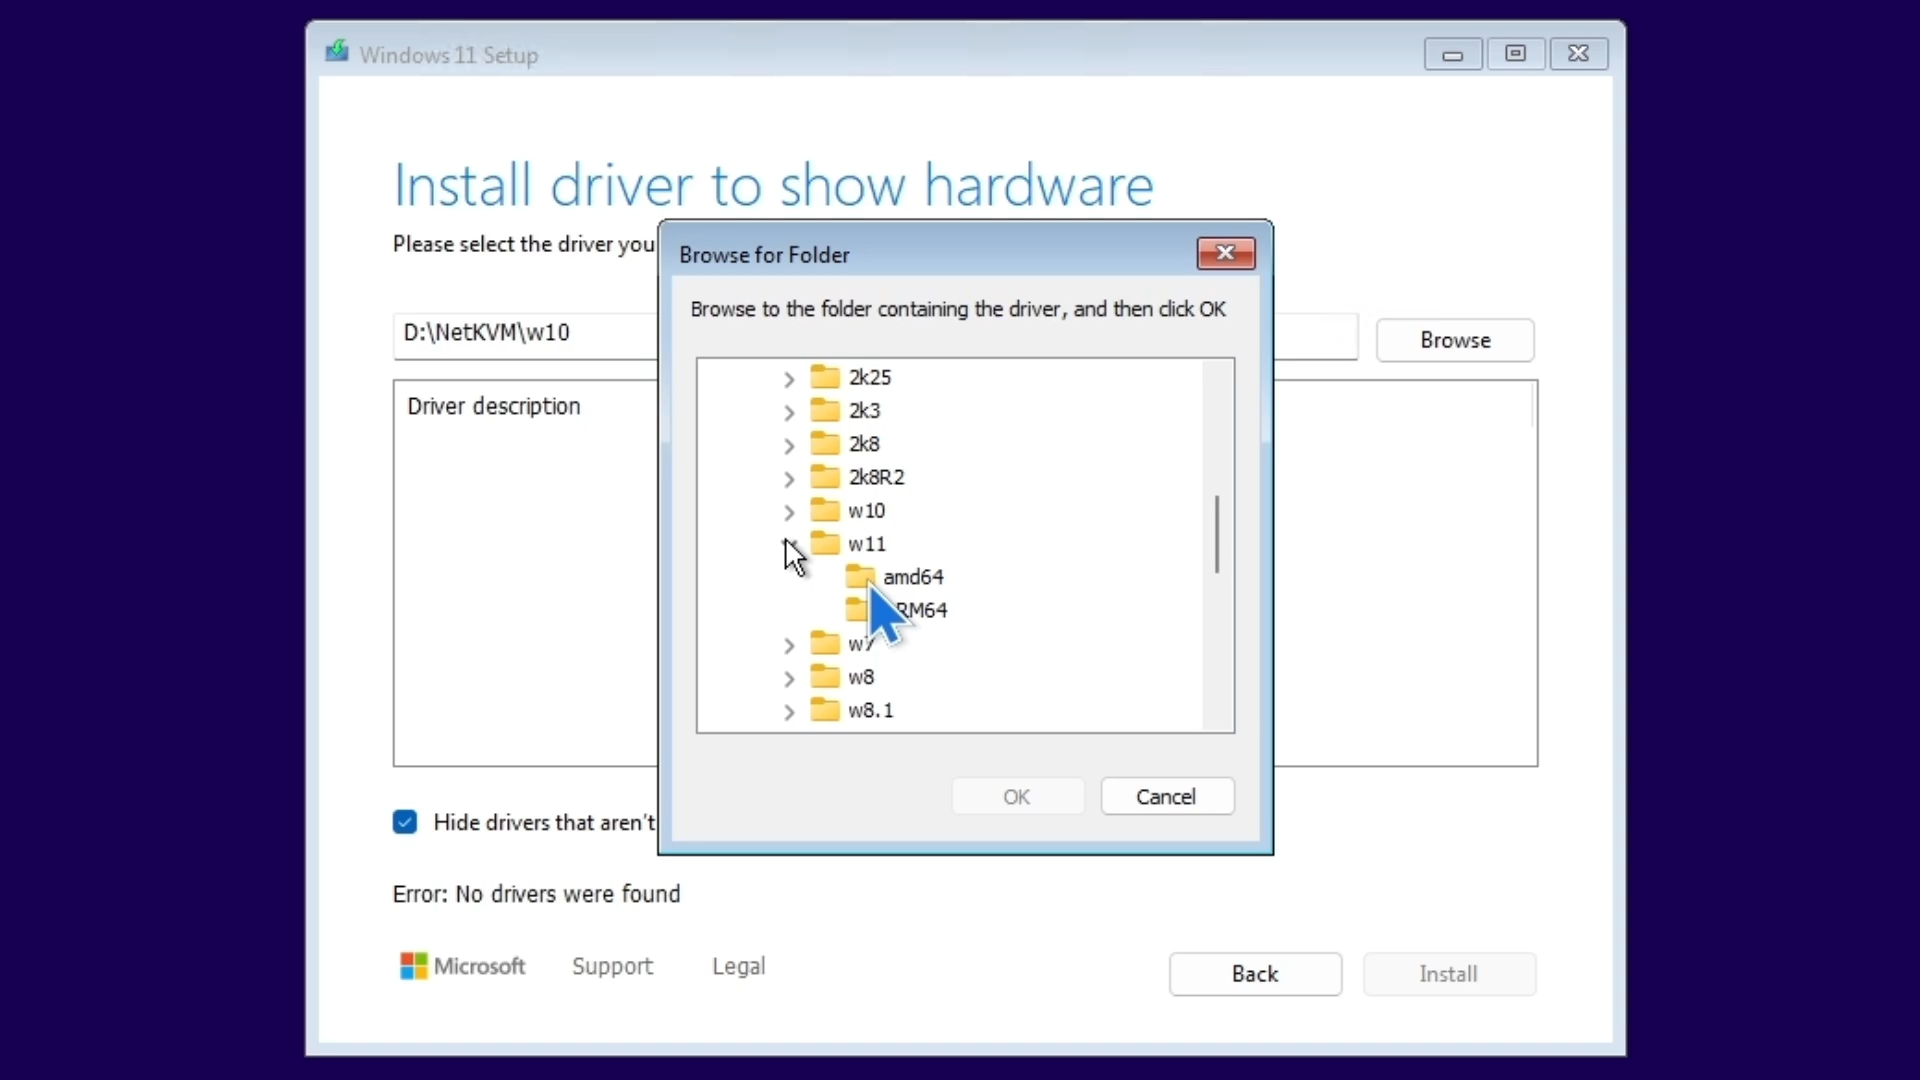 Windows 11 Setup
Install driver to show hardware
Please select the driver you
D:\NetKVM\w10
Browse
Driver description
Browse for Folder
Browse to the folder containing the driver, and then click OK
2k25
2k3
2k8
2k8R2
w10
w11
amd64
RM64
w7
w8
w8.1
OK
Cancel
Hide drivers that aren't
Error: No drivers were found
Microsoft
Support
Legal
Back
Install